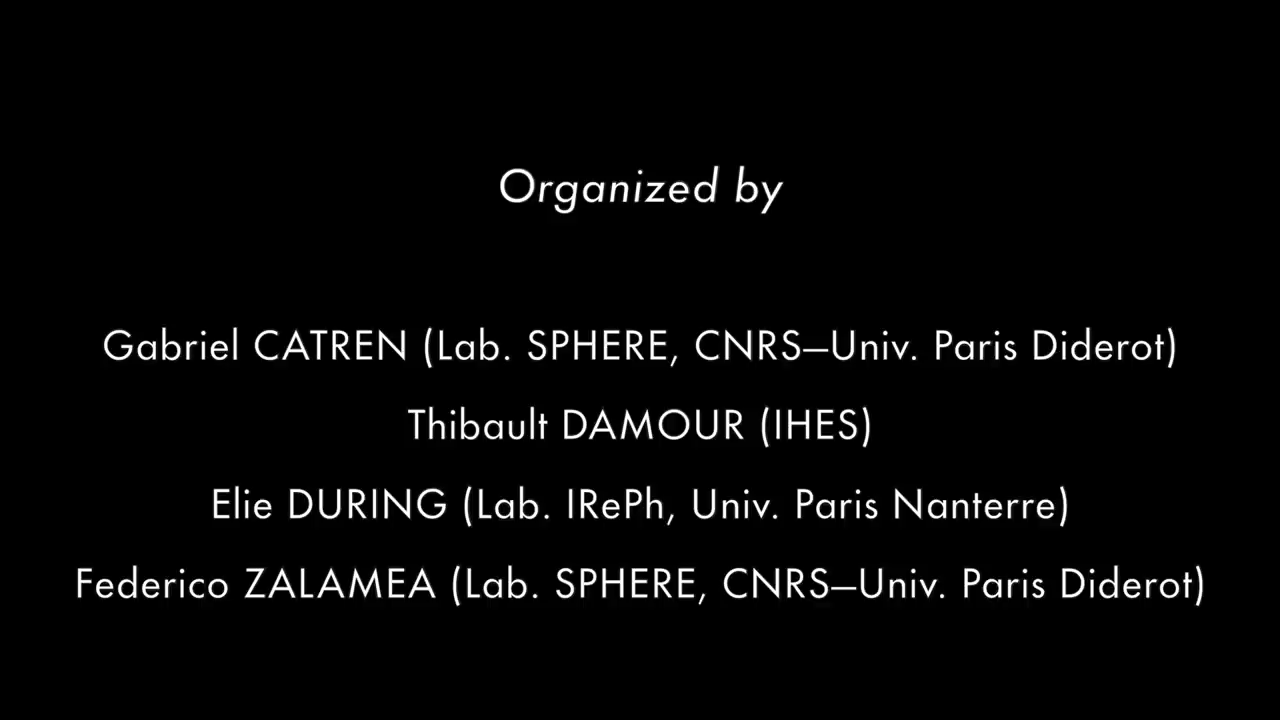 Organized by
Gabriel CATREN (Lab. SPHERE, CNRS—Univ. Paris Diderot)
Thibault DAMOUR (IHES)
Elie DURING (Lab. IRePh, Univ. Paris Nanterre)
Federico ZALAMEA (Lab. SPHERE, CNRS—Univ. Paris Diderot)